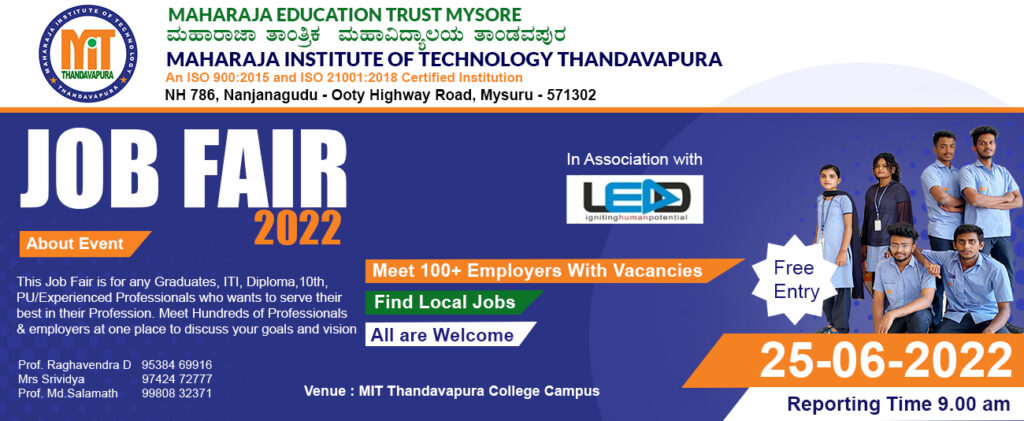 MAHARAJA INSTITUTE OF TECHNOLOGY
MiT
THANDAVAPURA
THANDAVAPURA
MAHARAJA EDUCATION TRUST MYSORE
ಮಹಾರಾಜಾ ತಾಂತ್ರಿಕ ಮಹಾವಿದ್ಯಾಲಯ ತಾಂಡವಪುರ
MAHARAJA INSTITUTE OF TECHNOLOGY THANDAVAPURA
An ISO 900:2015 and ISO 21001:2018 Certified Institution
NH 786, Nanjanagudu - Ooty Highway Road, Mysuru - 571302
JOB FAIR
2022
In Association with
LEAD
ignitinghumanpotential
About Event
This Job Fair is for any Graduates, ITI, Diploma,10th,
PU/Experienced Professionals who wants to serve their
best in their Profession. Meet Hundreds of Professionals
& employers at one place to discuss your goals and vision
Meet 100+ Employers With Vacancies
Find Local Jobs
All are Welcome
Free
Entry
Prof. Raghavendra D 95384 69916
Mrs Srividya 97424 72777
Prof. Md.Salamath 99808 32371
Venue : MIT Thandavapura College Campus
25-06-2022
Reporting Time 9.00 am